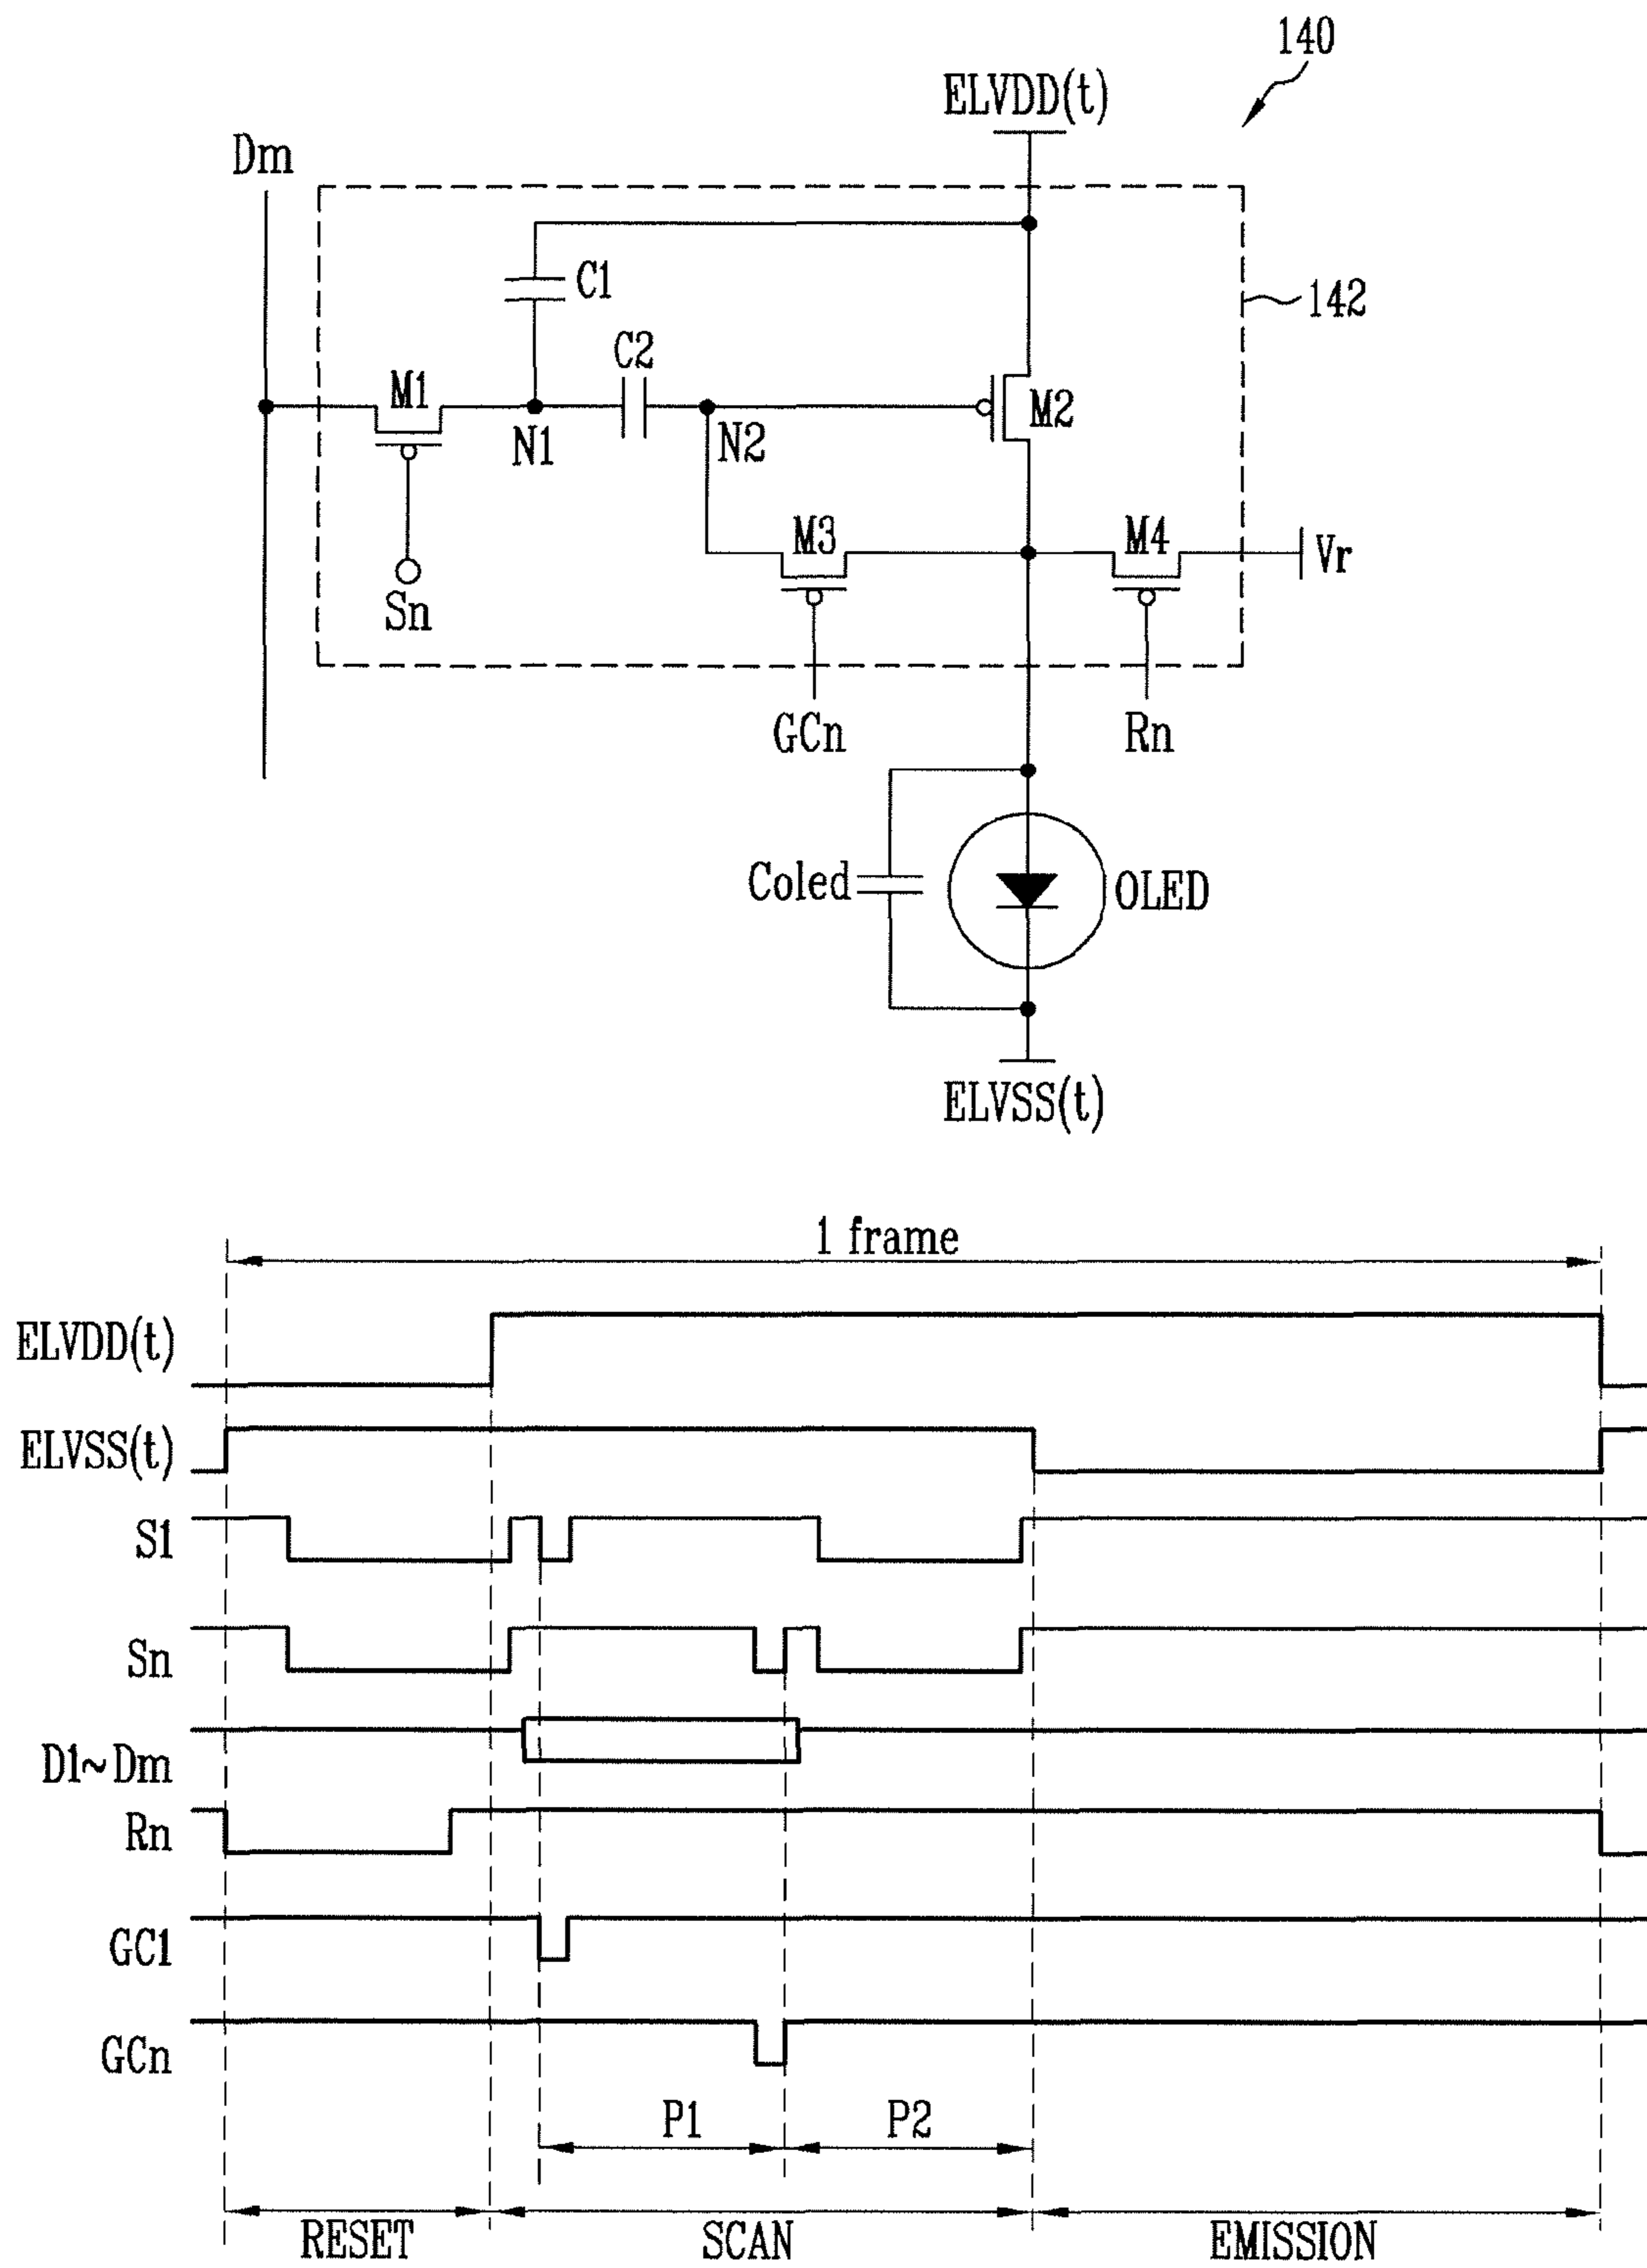 140
ELVDD(t)
Dm
C1
142
C2
M1
M2
N1
N2
M3
M4
Vr
Sn
GCn
Rn
Coled
OLED
ELVSS(t)
1 frame
ELVDD(t)
ELVSS(t)
S1
Sn
D1~Dm
Rn
GC1
GCn
P1
P2
RESET
SCAN
EMISSION